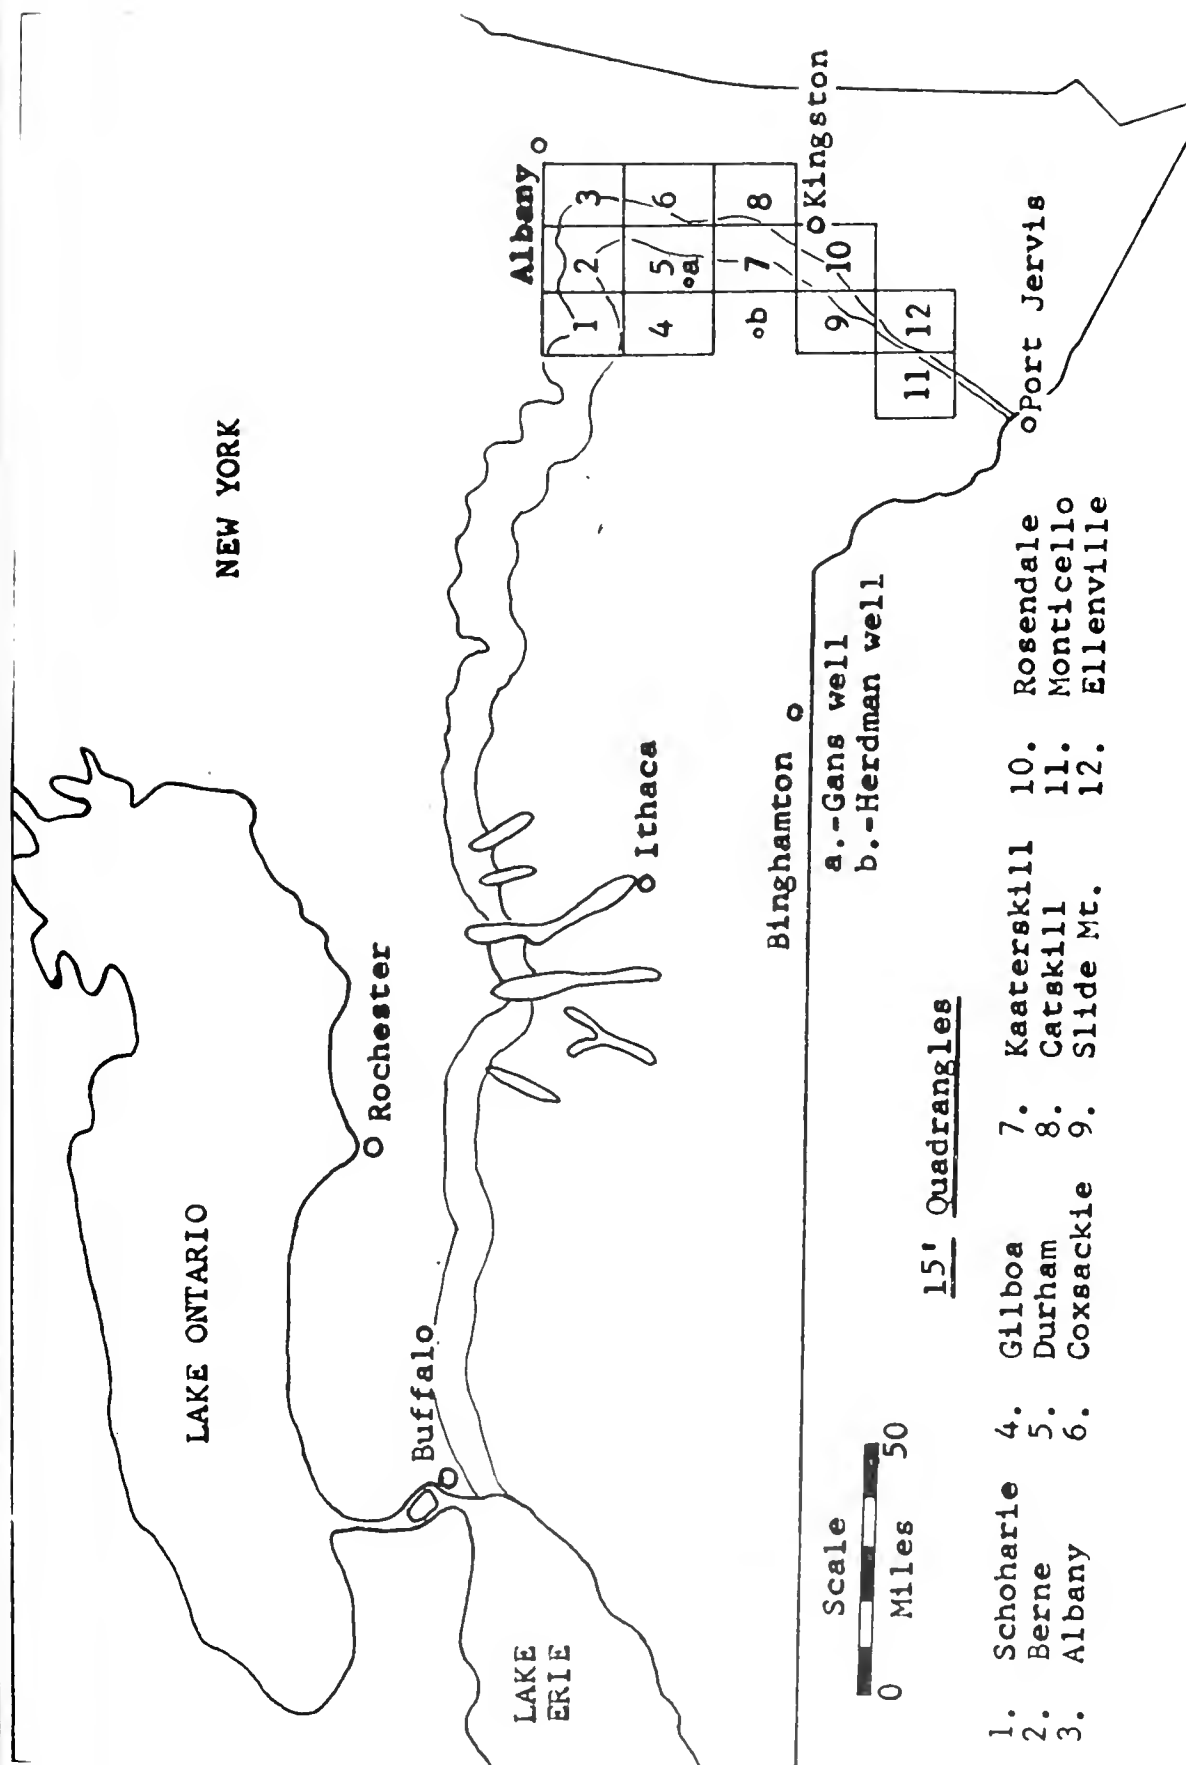 NEW YORK
LAKE ONTARIO
Rochester
Buffalo
LAKE
ERIE
Albany
Ithaca
Binghamton
Kingston
Port Jervis
1
2
3
4
5
6
a
b
7
8
9
10
11
12
a.-Gans well
b.-Herdman well
Scale
0 50
Miles
15' Quadrangles
1. Schoharie 4. Gilboa 7. Kaaterskill 10. Rosendale
2. Berne 5. Durham 8. Catskill 11. Monticello
3. Albany 6. Coxsackie 9. Slide Mt. 12. Ellenville